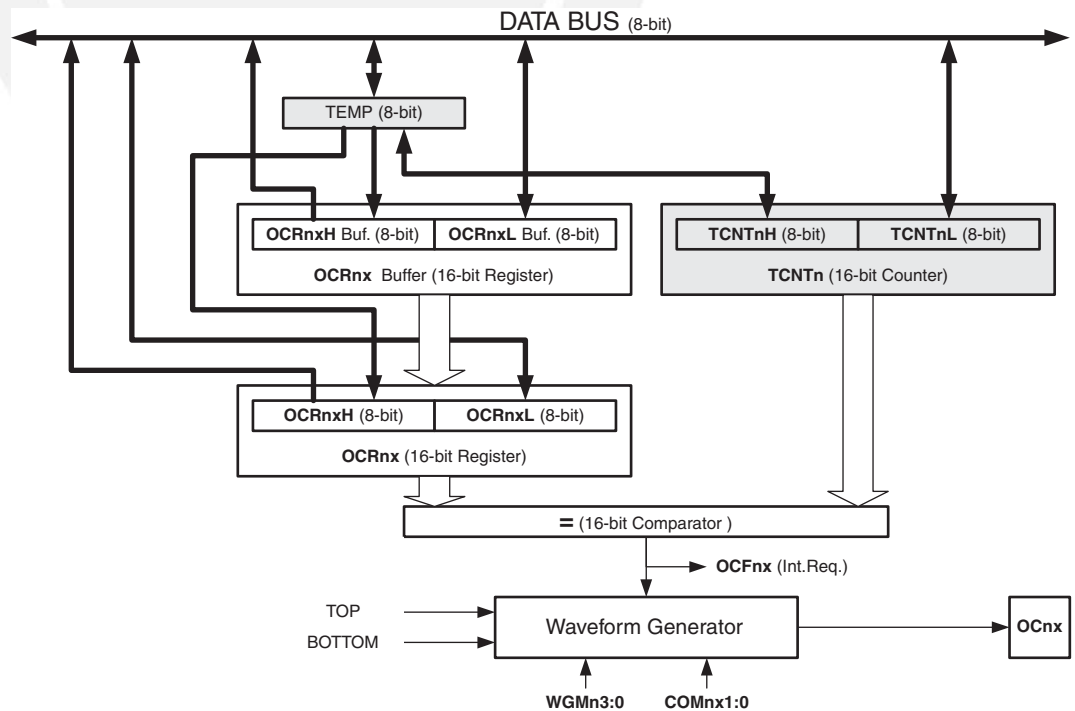 DATA BUS (8-bit)
TEMP (8-bit)
OCRnxH Buf. (8-bit) OCRnxL Buf. (8-bit)
OCRnx Buffer (16-bit Register)
TCNTnH (8-bit) TCNTnL (8-bit)
TCNTn (16-bit Counter)
OCRnxH (8-bit) OCRnxL (8-bit)
OCRnx (16-bit Register)
= (16-bit Comparator )
OCFnx (Int.Req.)
TOP
BOTTOM
Waveform Generator
OCnx
WGMn3:0 COMnx1:0